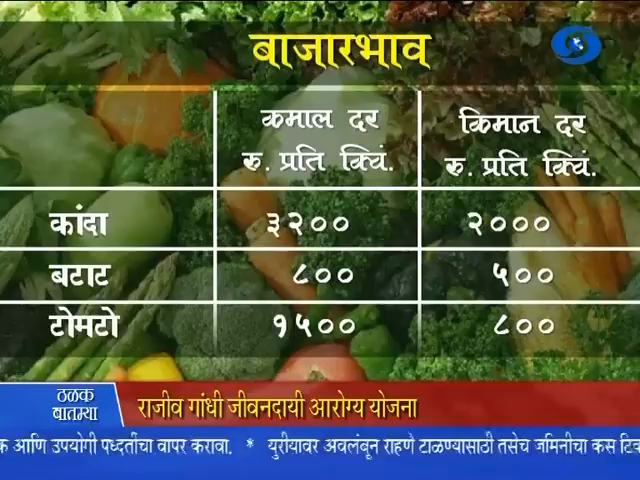 बाजारभाव
कमाल दर
रु. प्रति क्विं.
किमान दर
रु. प्रति क्विं.
कांदा ३२०० २०००
बटाट ८०० ५००
टोमटो १५०० ८००
ठळक
बातम्या
राजीव गांधी जीवनदायी आरोग्य योजना
क आणि उपयोगी पध्दतींचा वापर करावा. * युरीयावर अवलंबून राहणे टाळण्यासाठी तसेच जमिनीचा कस टिक